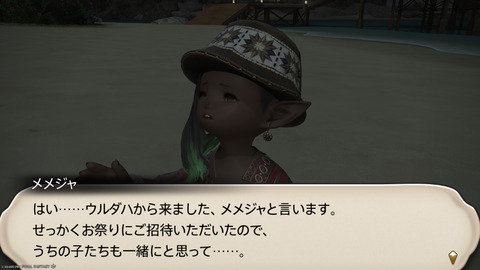 メメジャ
はい……ウルダハから来ました、メメジャと言います。
せっかくお祭りにご招待いただいたので、
うちの子たちも一緒にと思って……。